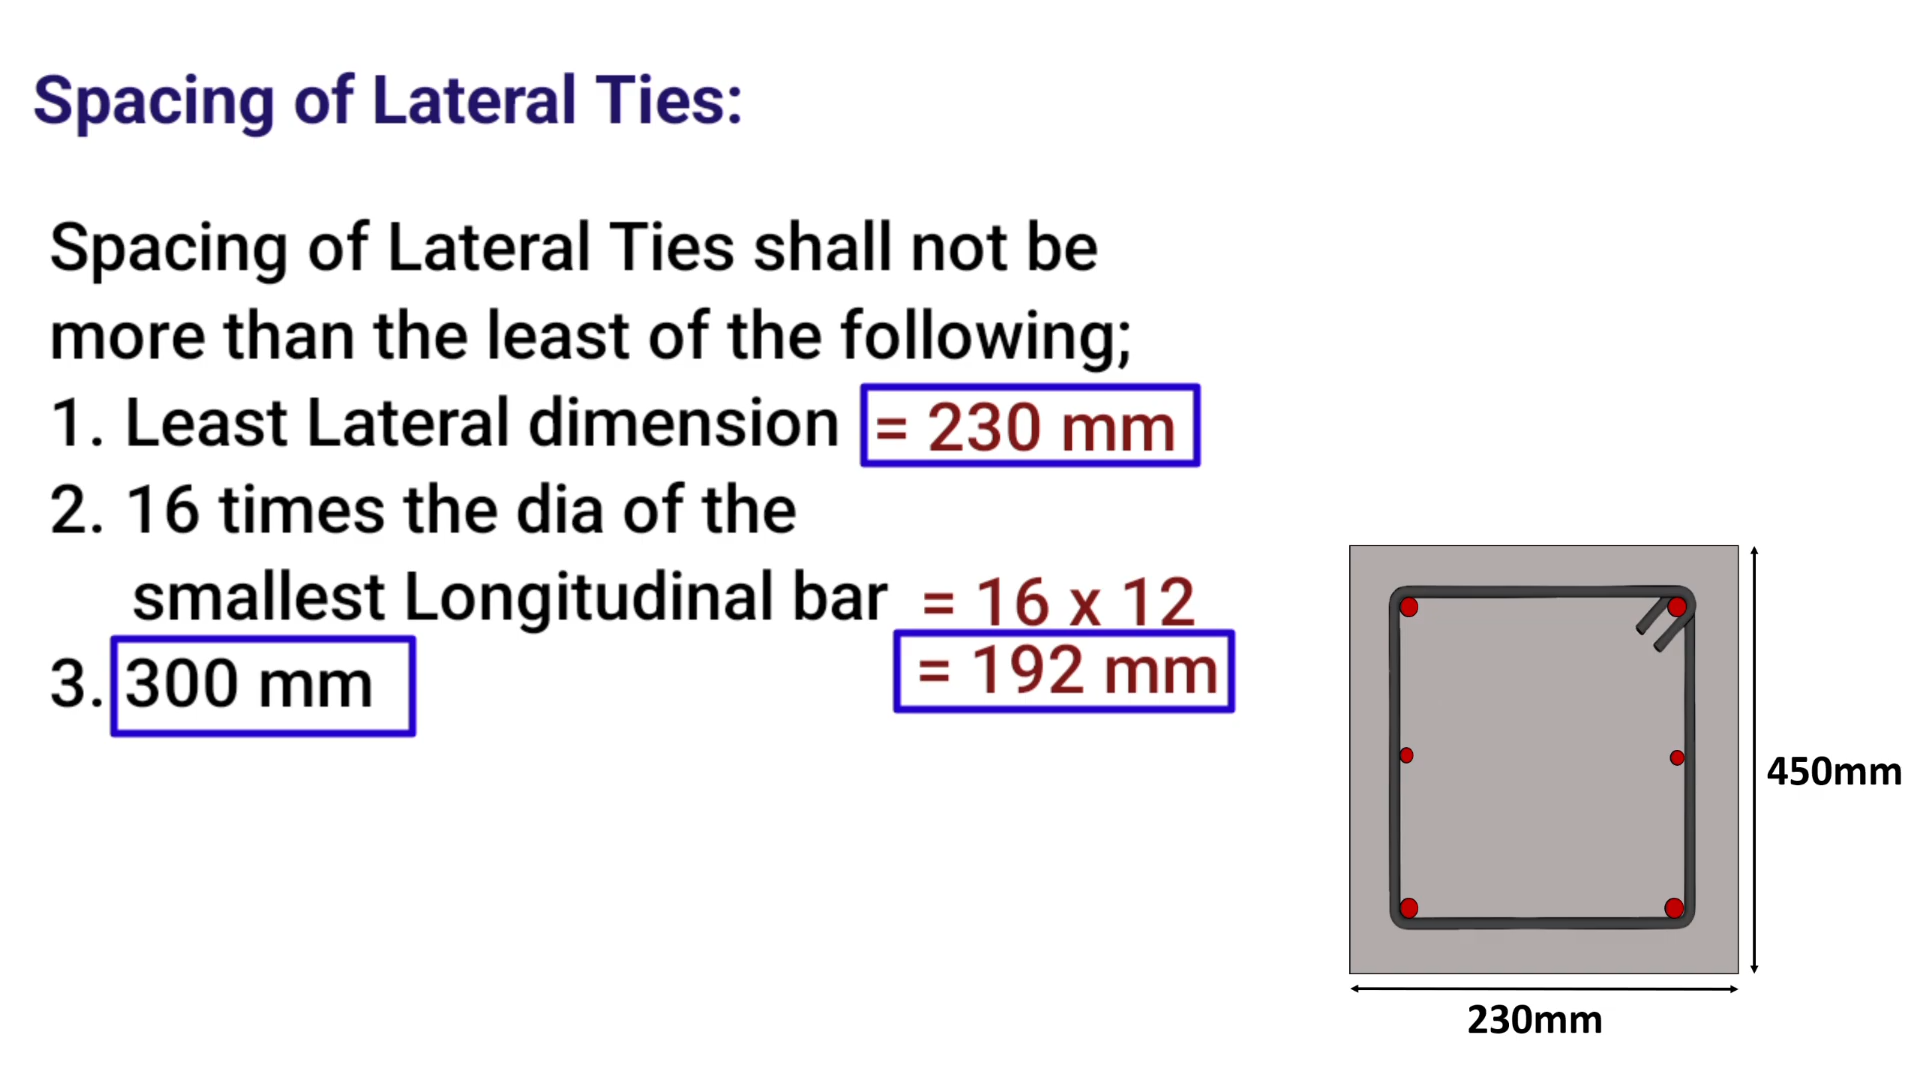 Spacing of Lateral Ties:
Spacing of Lateral Ties shall not be
more than the least of the following;
1. Least Lateral dimension = 230 mm
2. 16 times the dia of the
smallest Longitudinal bar = 16 x 12
= 192 mm
3. 300 mm
450mm
230mm